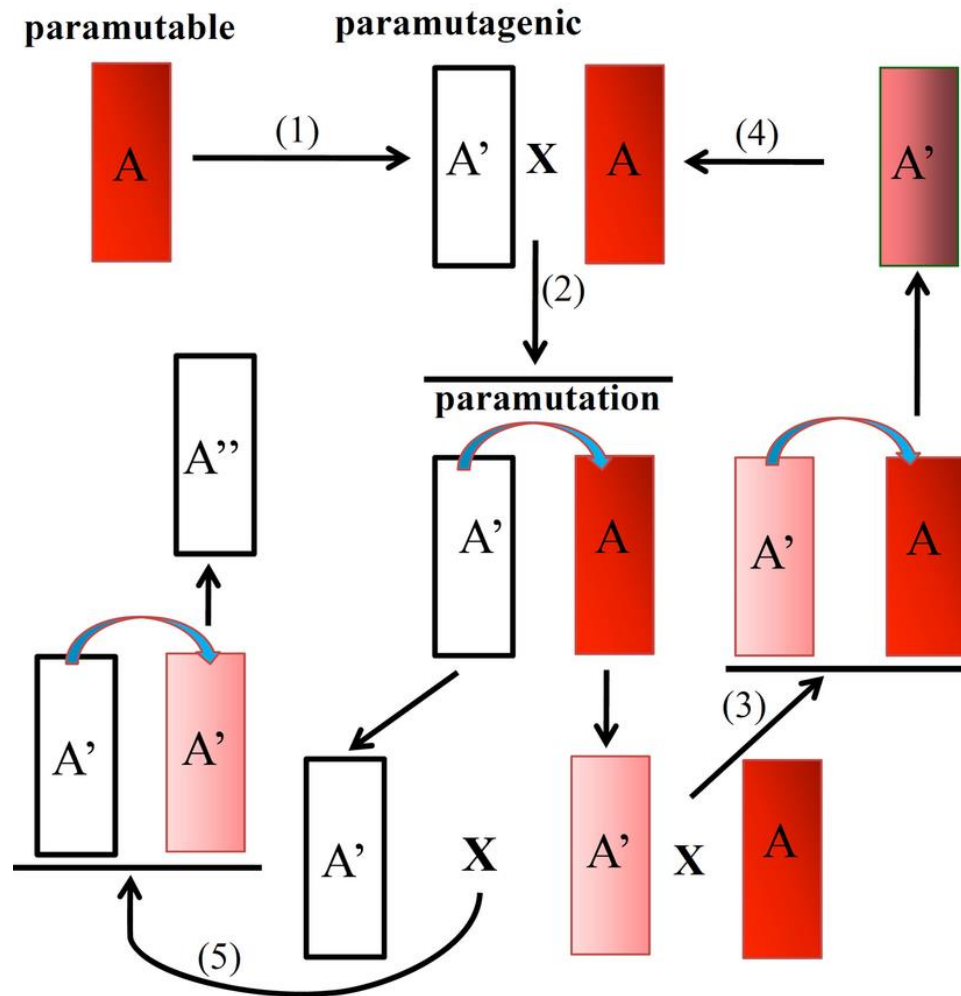 paramutable paramutagenic
A (1) A’ X A (4) A’
(2)
paramutation
A’’
A’ A A’ A
(3)
A’ A’
A’ X A’ X A
(5)